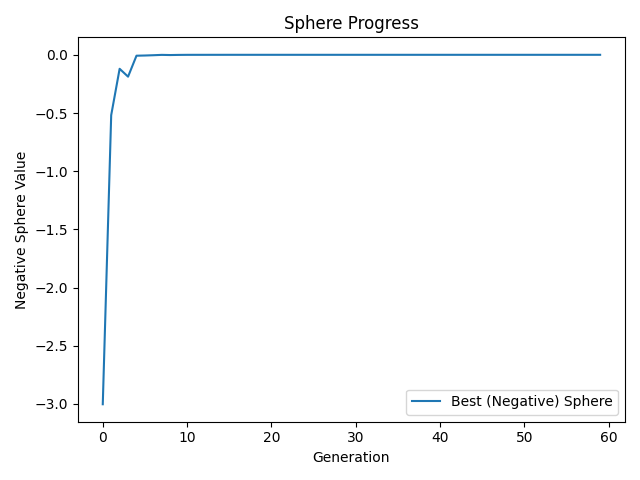 Sphere Progress
0.0
−0.5
−1.0
−1.5
−2.0
−2.5
−3.0
Negative Sphere Value
Best (Negative) Sphere
0 10 20 30 40 50 60
Generation